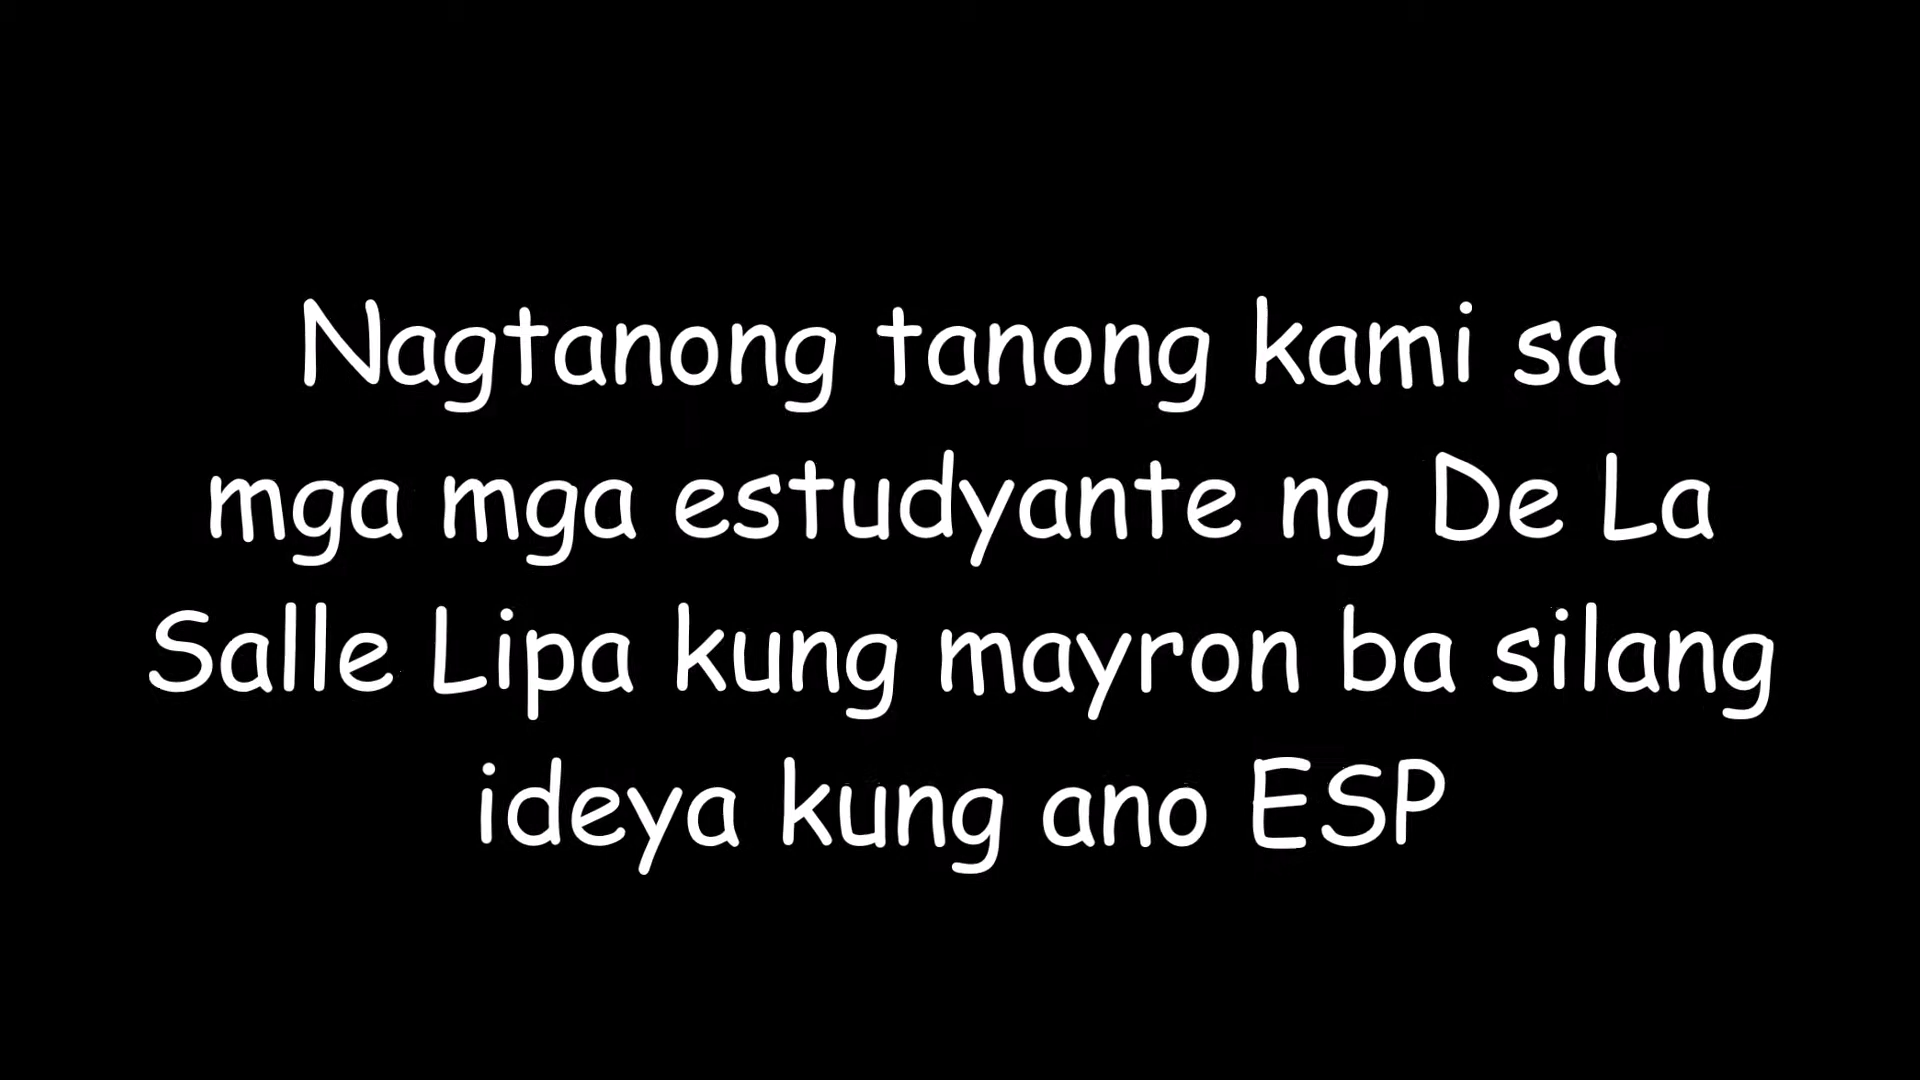 Nagtanong tanong kami sa
mga mga estudyante ng De La
Salle Lipa kung mayron ba silang
ideya kung ano ESP